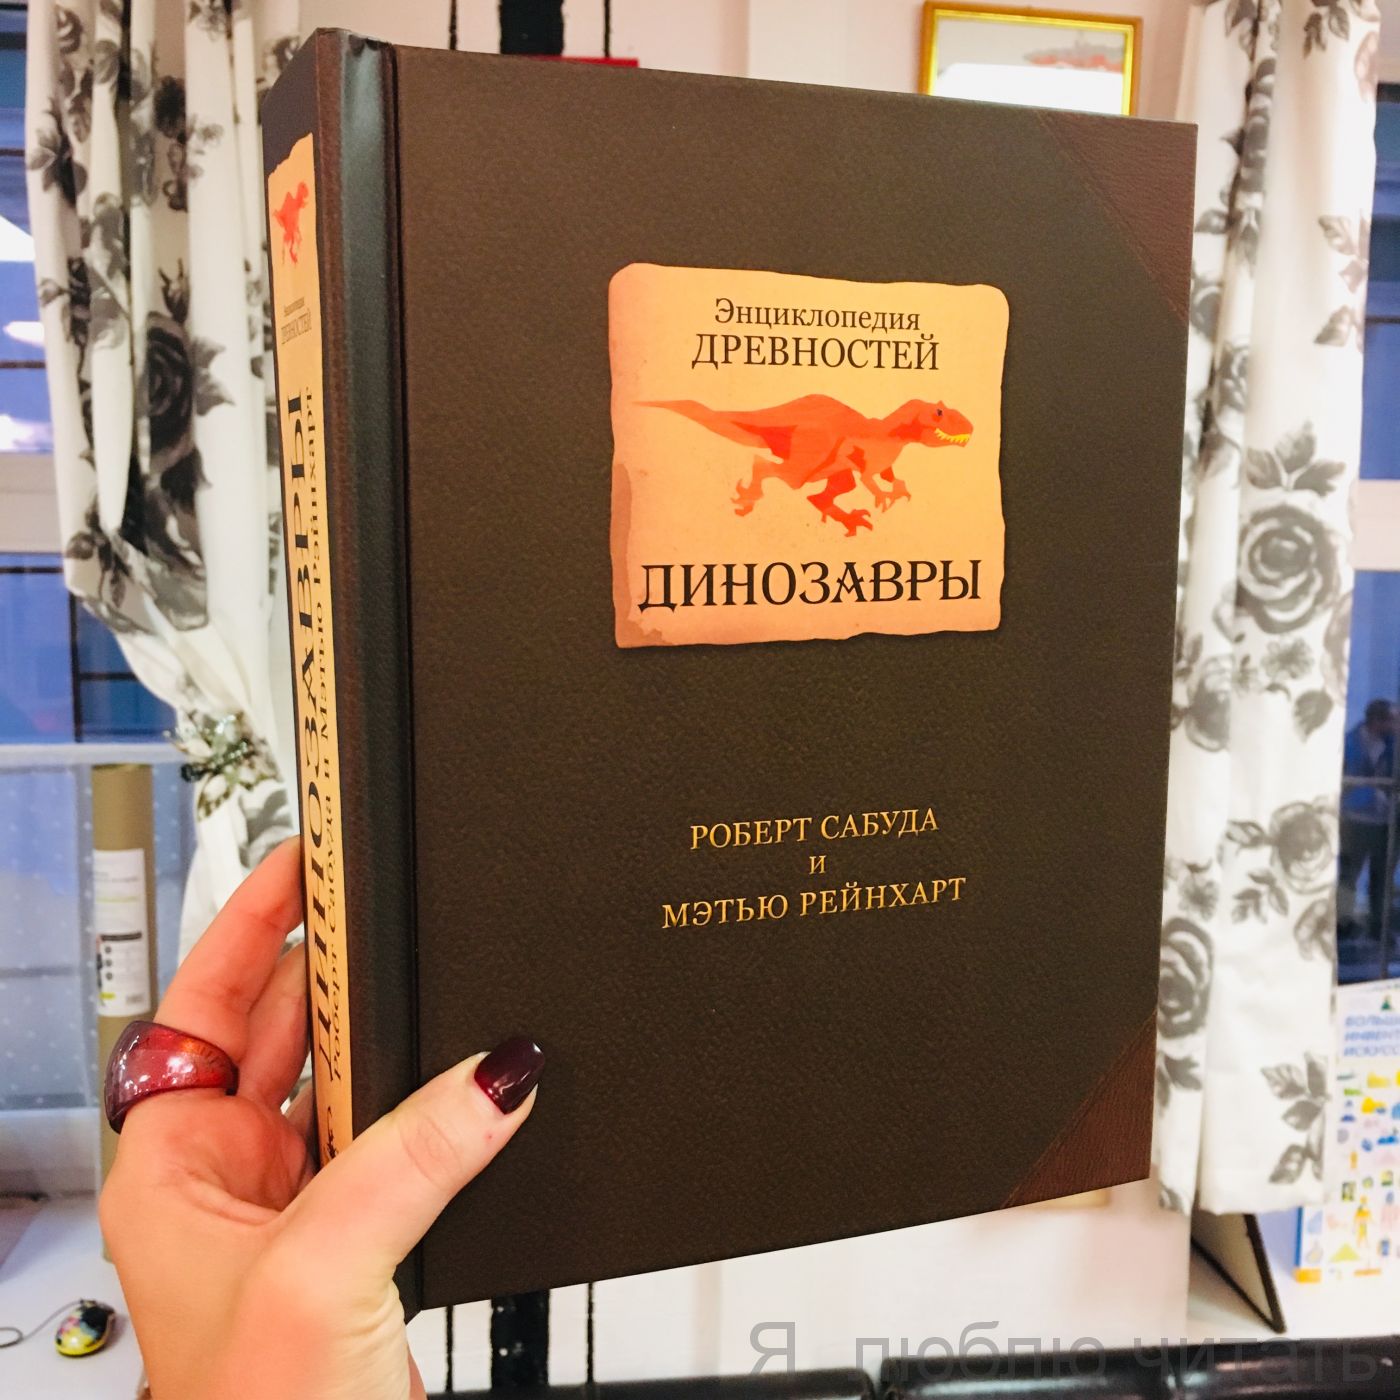 Энциклопедия
ДРЕВНОСТЕЙ
ДИНОЗАВРЫ
РОБЕРТ САБУДА
И
МЭТЬЮ РЕЙНХАРТ
Энциклопедия
ДРЕВНОСТЕЙ
ДИНОЗАВРЫ
Роберт Сабуда и Мэтью Рейнхарт
Я люблю читать